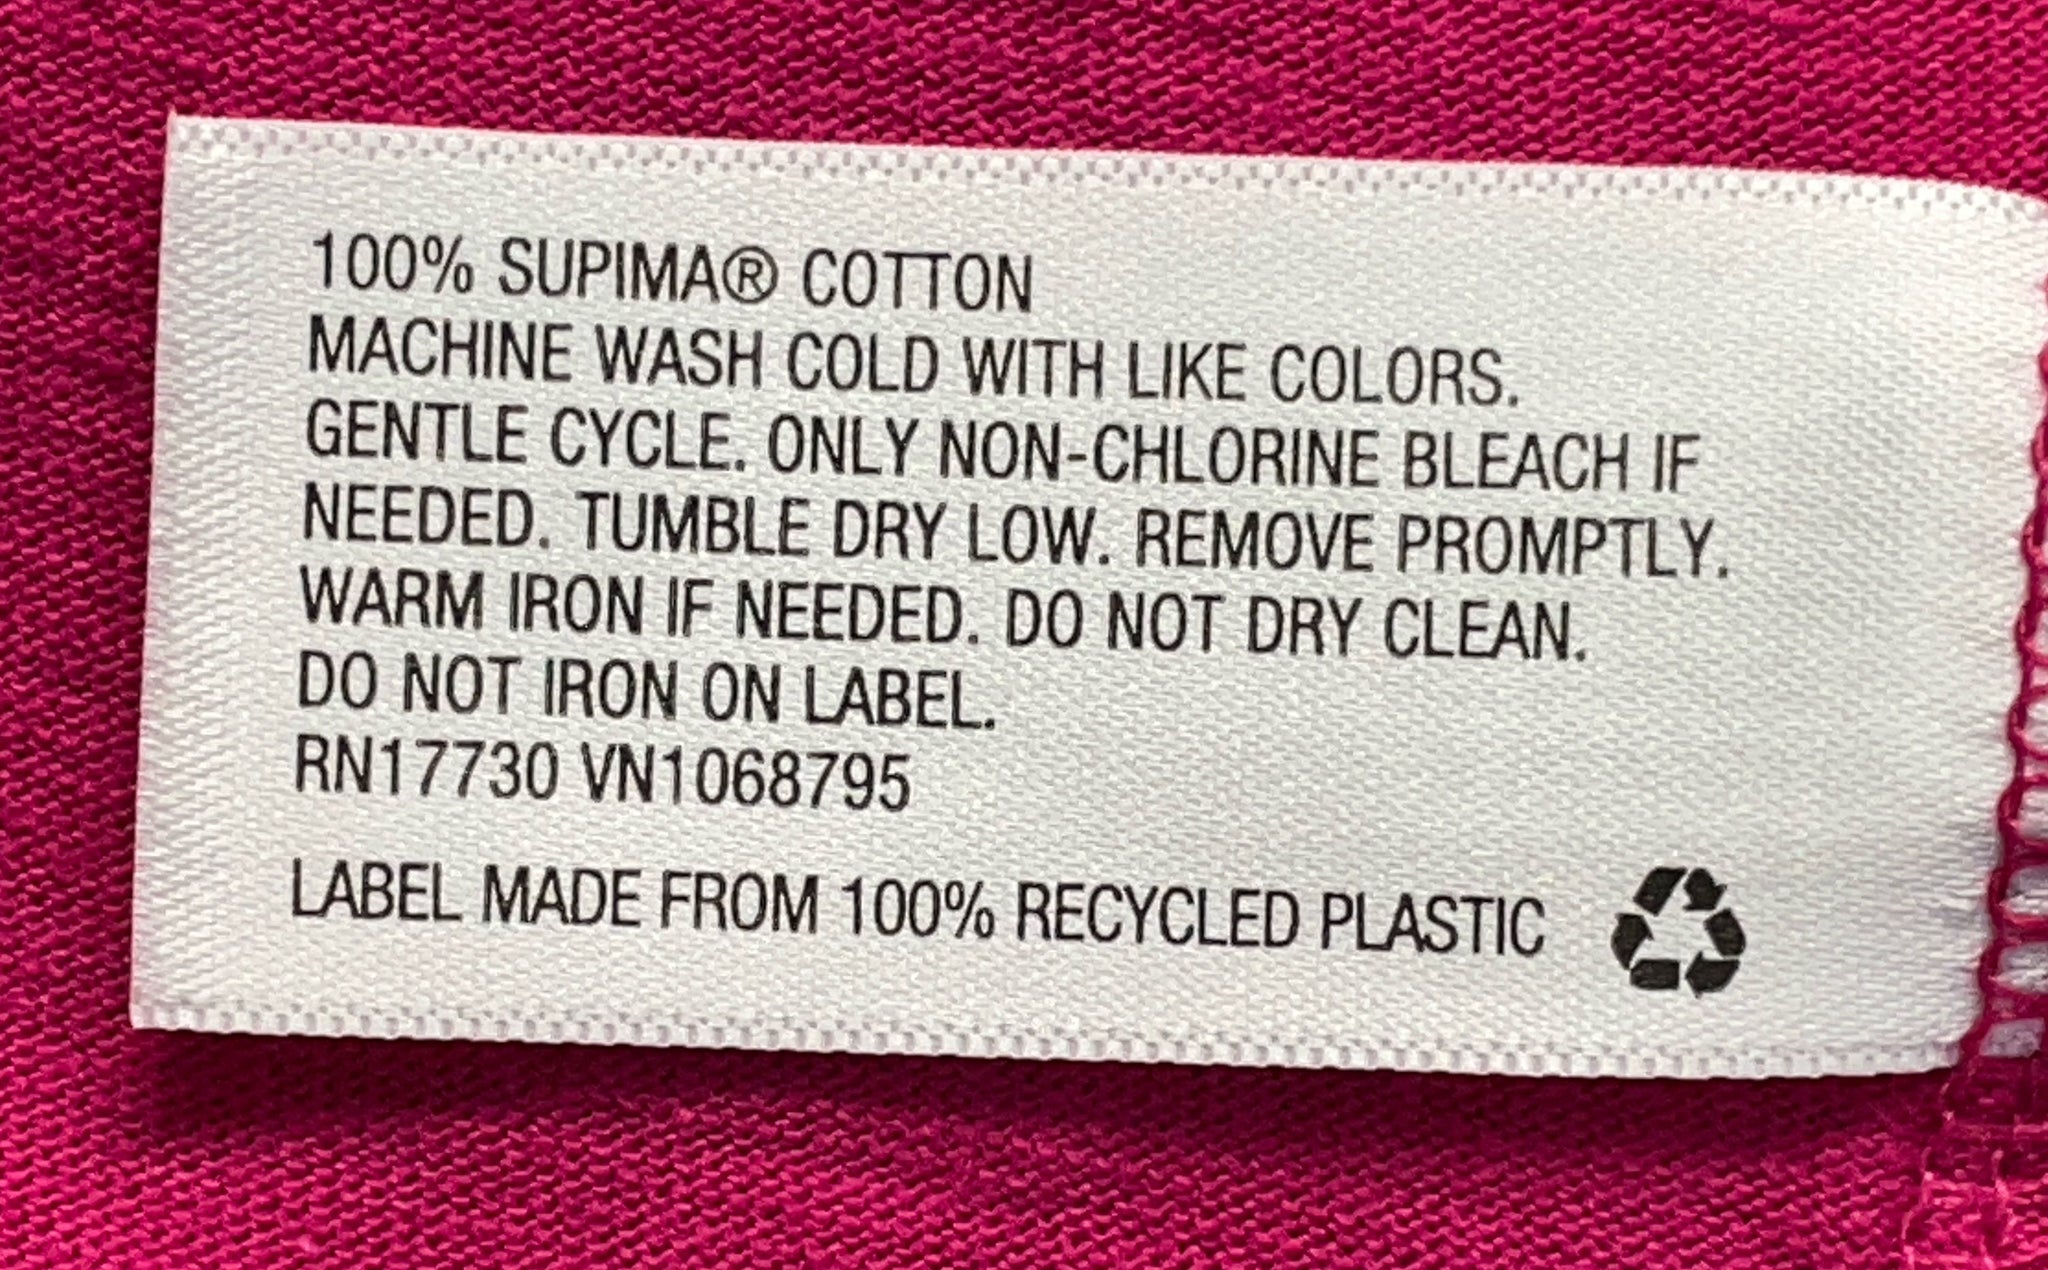 100% SUPIMA® COTTON
MACHINE WASH COLD WITH LIKE COLORS.
GENTLE CYCLE. ONLY NON-CHLORINE BLEACH IF
NEEDED. TUMBLE DRY LOW. REMOVE PROMPTLY.
WARM IRON IF NEEDED. DO NOT DRY CLEAN.
DO NOT IRON ON LABEL.
RN17730 VN1068795
LABEL MADE FROM 100% RECYCLED PLASTIC